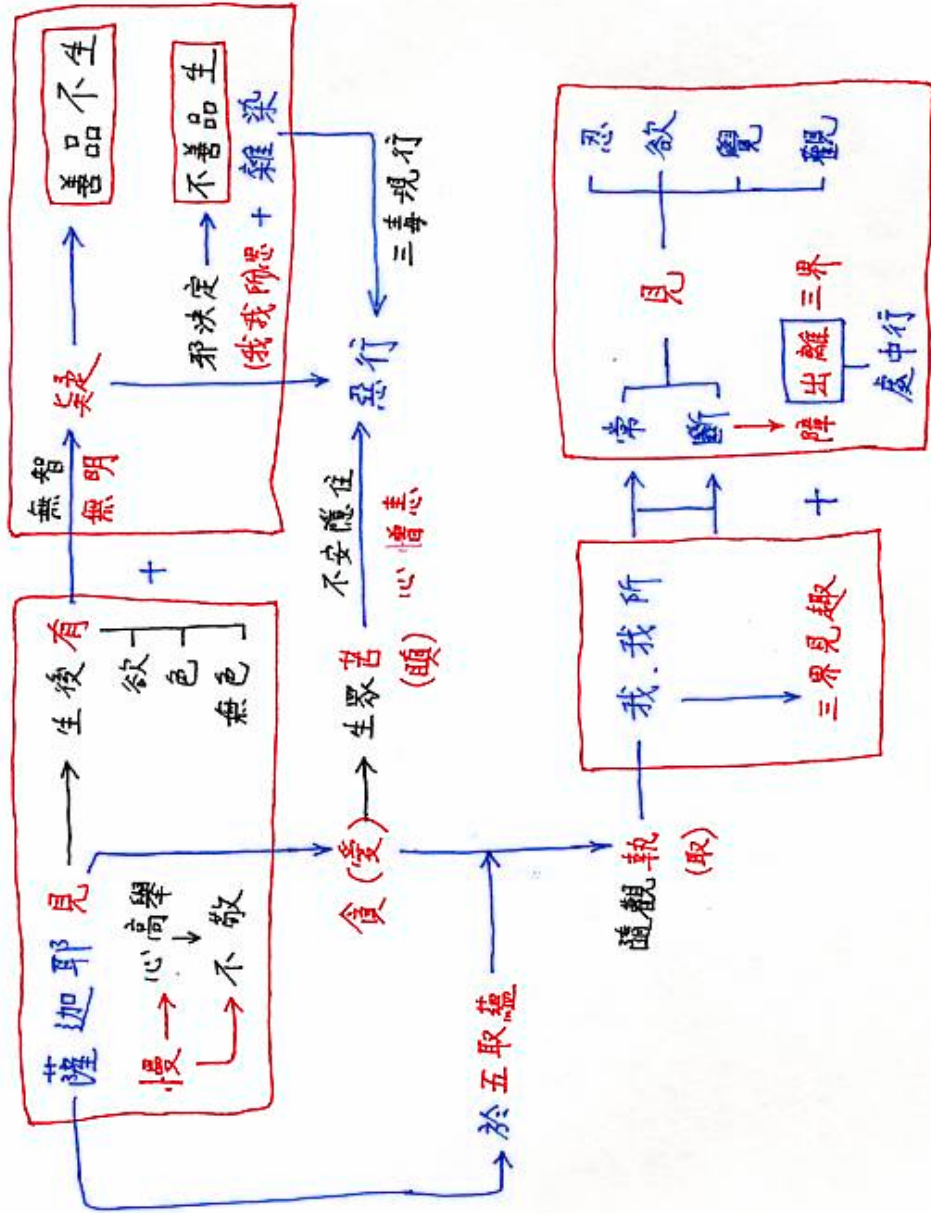 薩迦耶見
生後有
欲
色
無色
慢
心高舉
不敬
無智
無明
疑
善品不生
邪決定
(我我所思
不善品生
+ 雜染
三毒現行
+
貪(愛)
生眾苦
(瞋)
不安隱住
心憎恚
惡行
於五取蘊
隨觀執
(取)
我.我所
三界見趣
+
常
斷
見
忍
欲
覺
觀
障
出離三界
處中行